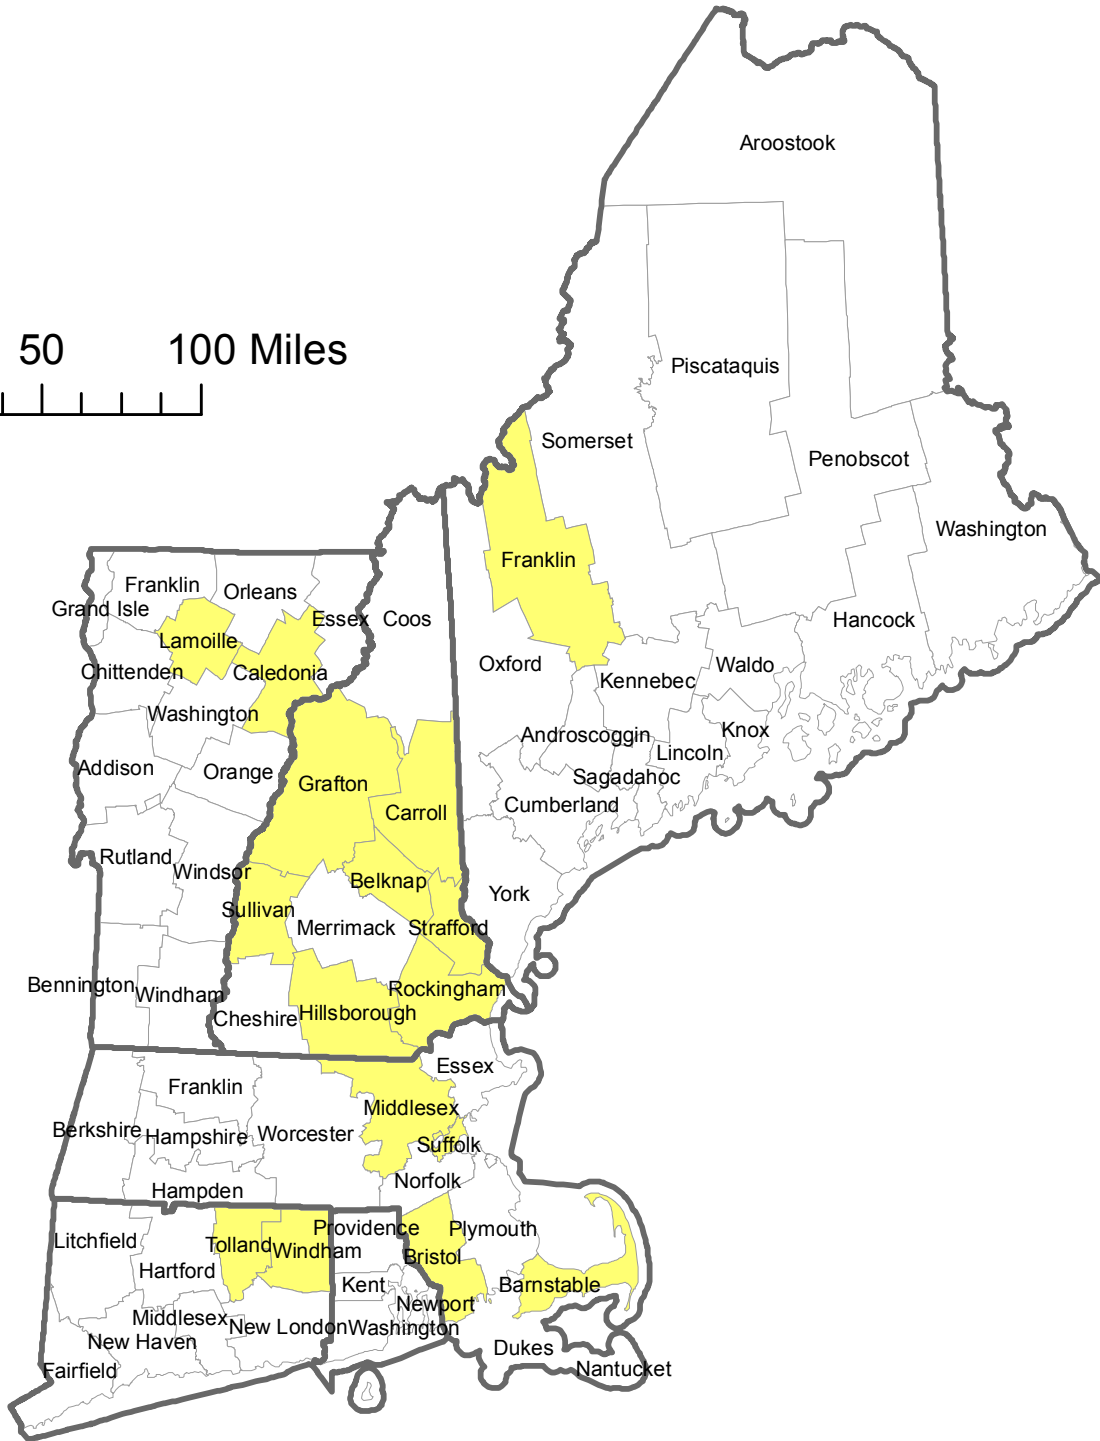 Aroostook
50
100 Miles
Piscataquis
Somerset
Penobscot
Washington
Franklin
Franklin
Orleans
Grand Isle
Essex
Coos
Hancock
Lamoille
Oxford
Waldo
Chittenden
Caledonia
Kennebec
Washington
Knox
Androscoggin
Lincoln
Addison
Orange
Sagadahoc
Grafton
Cumberland
Carroll
Rutland
Windsor
Belknap
York
Sullivan
Merrimack
Strafford
Bennington
Windham
Rockingham
Cheshire
Hillsborough
Essex
Franklin
Middlesex
Berkshire
Hampshire
Worcester
Suffolk
Norfolk
Hampden
Providence
Plymouth
Litchfield
Tolland
Windham
Bristol
Hartford
Kent
Barnstable
Newport
Middlesex
New London
Washington
New Haven
Dukes
Fairfield
Nantucket